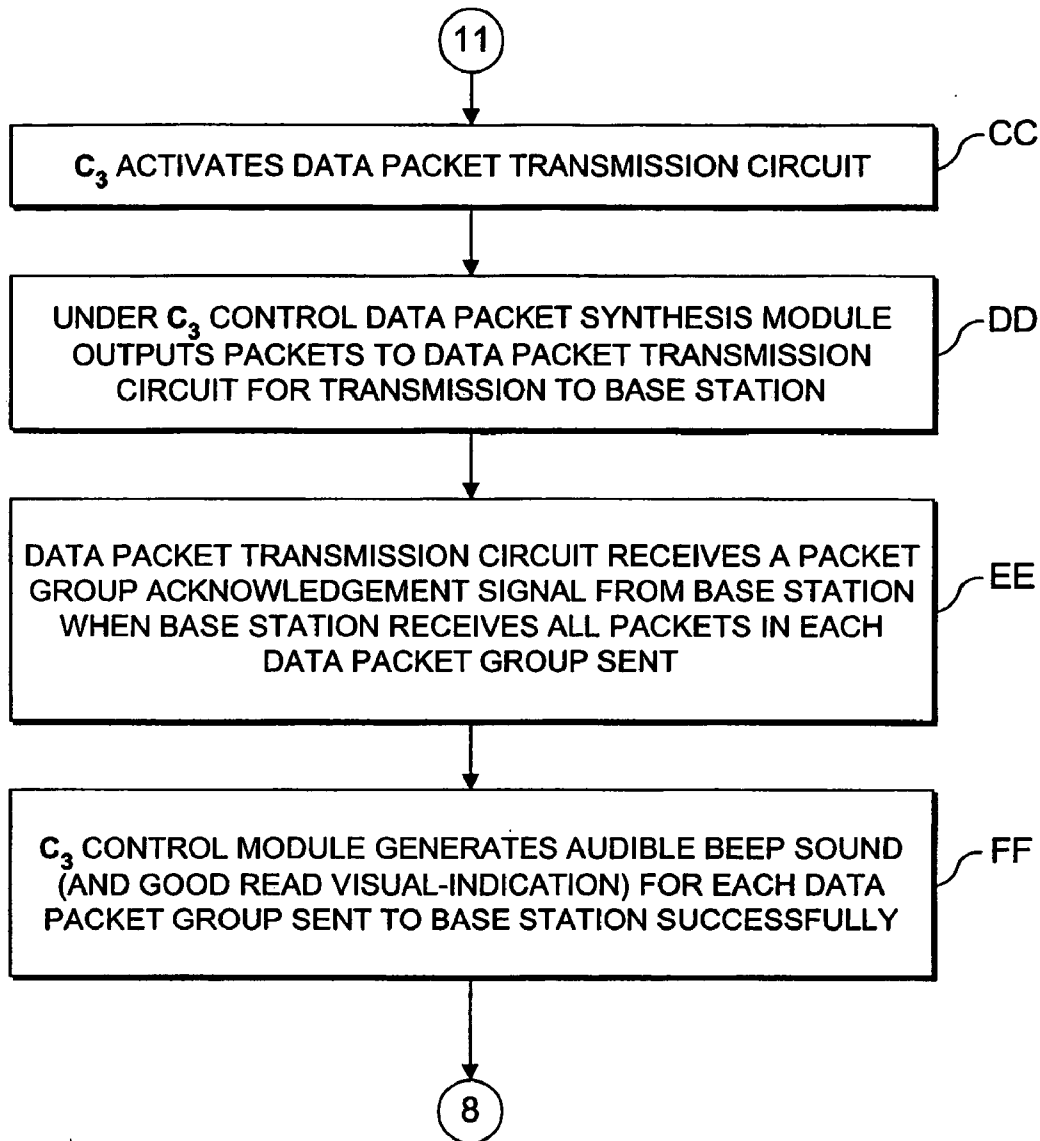 11
C₃ ACTIVATES DATA PACKET TRANSMISSION CIRCUIT
CC
UNDER C₃ CONTROL DATA PACKET SYNTHESIS MODULE
OUTPUTS PACKETS TO DATA PACKET TRANSMISSION
CIRCUIT FOR TRANSMISSION TO BASE STATION
DD
DATA PACKET TRANSMISSION CIRCUIT RECEIVES A PACKET
GROUP ACKNOWLEDGEMENT SIGNAL FROM BASE STATION
WHEN BASE STATION RECEIVES ALL PACKETS IN EACH
DATA PACKET GROUP SENT
EE
C₃ CONTROL MODULE GENERATES AUDIBLE BEEP SOUND
(AND GOOD READ VISUAL-INDICATION) FOR EACH DATA
PACKET GROUP SENT TO BASE STATION SUCCESSFULLY
FF
8